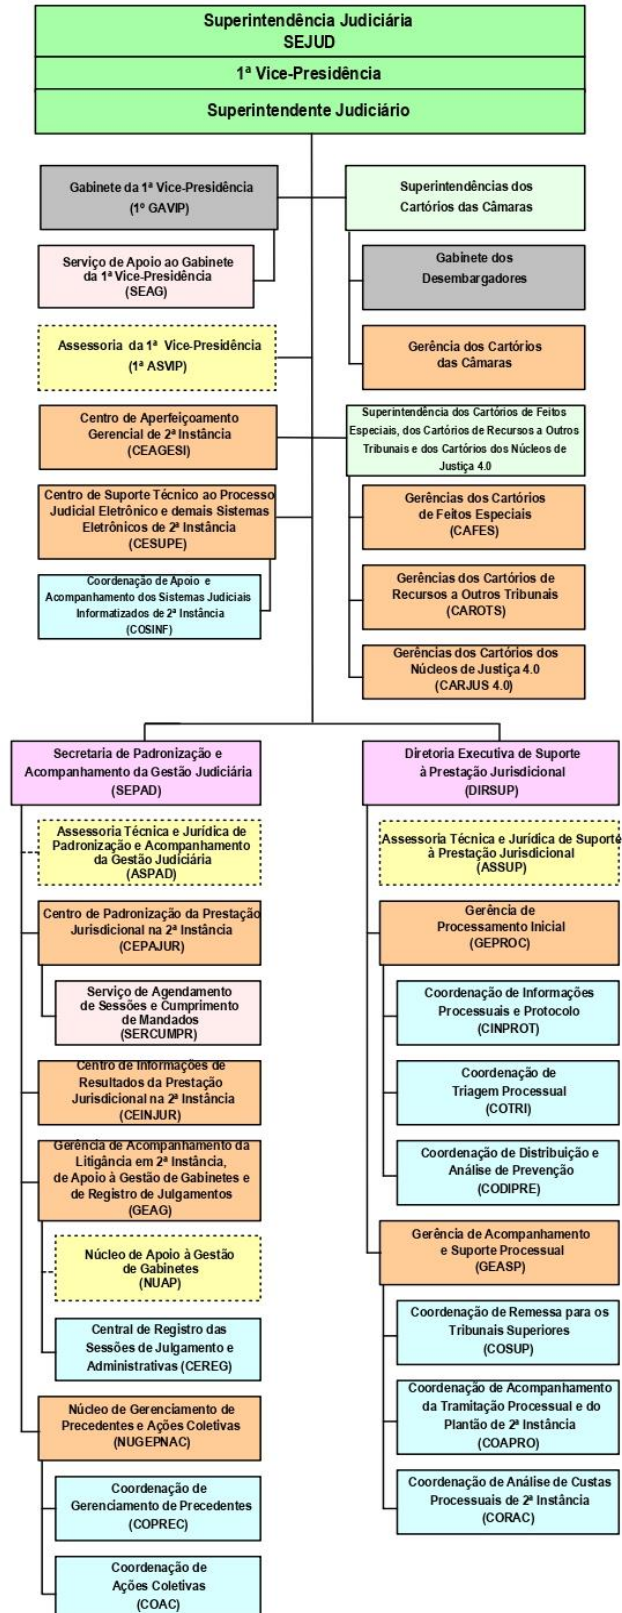 Superintendência Judiciária
SEJUD
1ª Vice-Presidência
Superintendente Judiciário
Gabinete da 1ª Vice-Presidência
(1º GAVIP)
Superintendências dos
Cartórios das Câmaras
Serviço de Apoio ao Gabinete
da 1ª Vice-Presidência
(SEAG)
Gabinete dos
Desembargadores
Assessoria da 1ª Vice-Presidência
(1ª ASVIP)
Gerência dos Cartórios
das Câmaras
Centro de Aperfeiçoamento
Gerencial de 2ª Instância
(CEAGESI)
Superintendência dos Cartórios de Feitos
Especiais, dos Cartórios de Recursos a Outros
Tribunais e dos Cartórios dos Núcleos de
Justiça 4.0
Centro de Suporte Técnico ao Processo
Judicial Eletrônico e demais Sistemas
Eletrônicos de 2ª Instância
(CESUPE)
Gerências dos Cartórios
de Feitos Especiais
(CAFES)
Coordenação de Apoio e
Acompanhamento dos Sistemas Judiciais
Informatizados de 2ª Instância
(COSINF)
Gerências dos Cartórios de
Recursos a Outros Tribunais
(CAROTS)
Gerências dos Cartórios dos
Núcleos de Justiça 4.0
(CARJUS 4.0)
Secretaria de Padronização e
Acompanhamento da Gestão Judiciária
(SEPAD)
Assessoria Técnica e Jurídica de
Padronização e Acompanhamento
da Gestão Judiciária
(ASPAD)
Centro de Padronização da Prestação
Jurisdicional na 2ª Instância
(CEPAJUR)
Serviço de Agendamento
de Sessões e Cumprimento
de Mandados
(SERCUMPR)
Centro de Informações de
Resultados da Prestação
Jurisdicional na 2ª Instância
(CEINJUR)
Gerência de Acompanhamento da
Litigância em 2ª Instância,
de Apoio à Gestão de Gabinetes e
de Registro de Julgamentos
(GEAG)
Núcleo de Apoio à Gestão
de Gabinetes
(NUAP)
Central de Registro das
Sessões de Julgamento e
Administrativas (CEREG)
Núcleo de Gerenciamento de
Precedentes e Ações Coletivas
(NUGEPNAC)
Coordenação de
Gerenciamento de Precedentes
(COPREC)
Coordenação de
Ações Coletivas
(COAC)
Diretoria Executiva de Suporte
à Prestação Jurisdicional
(DIRSUP)
Assessoria Técnica e Jurídica de Suporte
à Prestação Jurisdicional
(ASSUP)
Gerência de
Processamento Inicial
(GEPROC)
Coordenação de Informações
Processuais e Protocolo
(CINPROT)
Coordenação de
Triagem Processual
(COTRI)
Coordenação de Distribuição e
Análise de Prevenção
(CODIPRE)
Gerência de Acompanhamento
e Suporte Processual
(GEASP)
Coordenação de Remessa para os
Tribunais Superiores
(COSUP)
Coordenação de Acompanhamento
da Tramitação Processual e do
Plantão de 2ª Instância
(COAPRO)
Coordenação de Análise de Custas
Processuais de 2ª Instância
(CORAC)